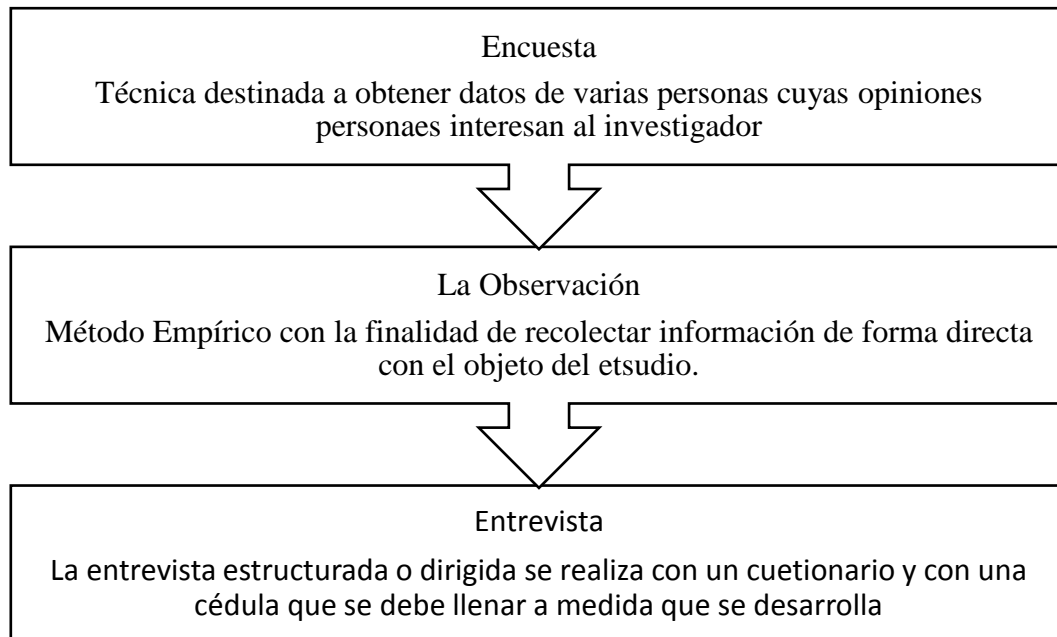 Encuesta
Técnica destinada a obtener datos de varias personas cuyas opiniones
personaes interesan al investigador
La Observación
Método Empírico con la finalidad de recolectar información de forma directa
con el objeto del etsudio.
Entrevista
La entrevista estructurada o dirigida se realiza con un cuetionario y con una
cédula que se debe llenar a medida que se desarrolla